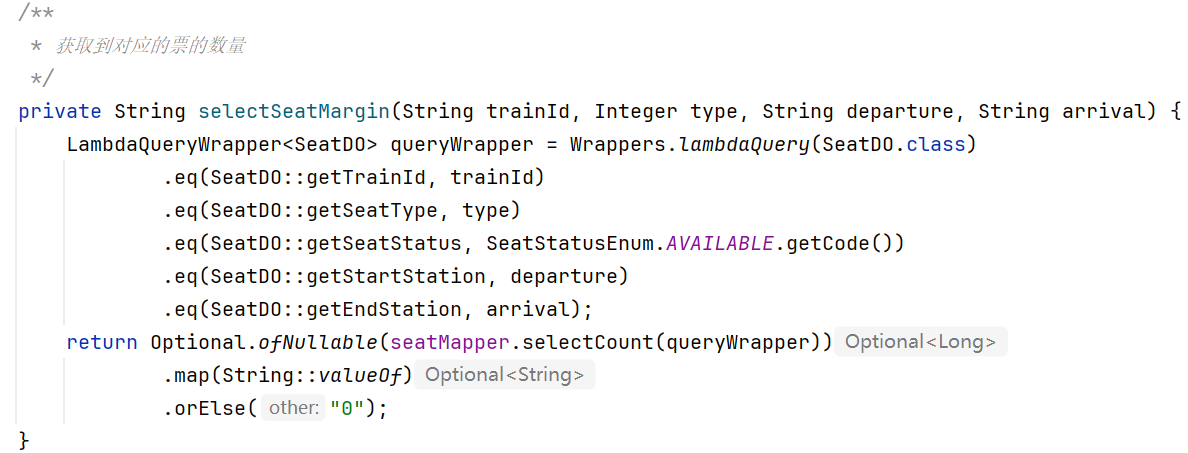 /**
 * 获取到对应的票的数量
 */
private String selectSeatMargin(String trainId, Integer type, String departure, String arrival) {
    LambdaQueryWrapper<SeatDO> queryWrapper = Wrappers.lambdaQuery(SeatDO.class)
            .eq(SeatDO::getTrainId, trainId)
            .eq(SeatDO::getSeatType, type)
            .eq(SeatDO::getSeatStatus, SeatStatusEnum.AVAILABLE.getCode())
            .eq(SeatDO::getStartStation, departure)
            .eq(SeatDO::getEndStation, arrival);
    return Optional.ofNullable(seatMapper.selectCount(queryWrapper)) Optional<Long>
            .map(String::valueOf) Optional<String>
            .orElse( other: "0");
}